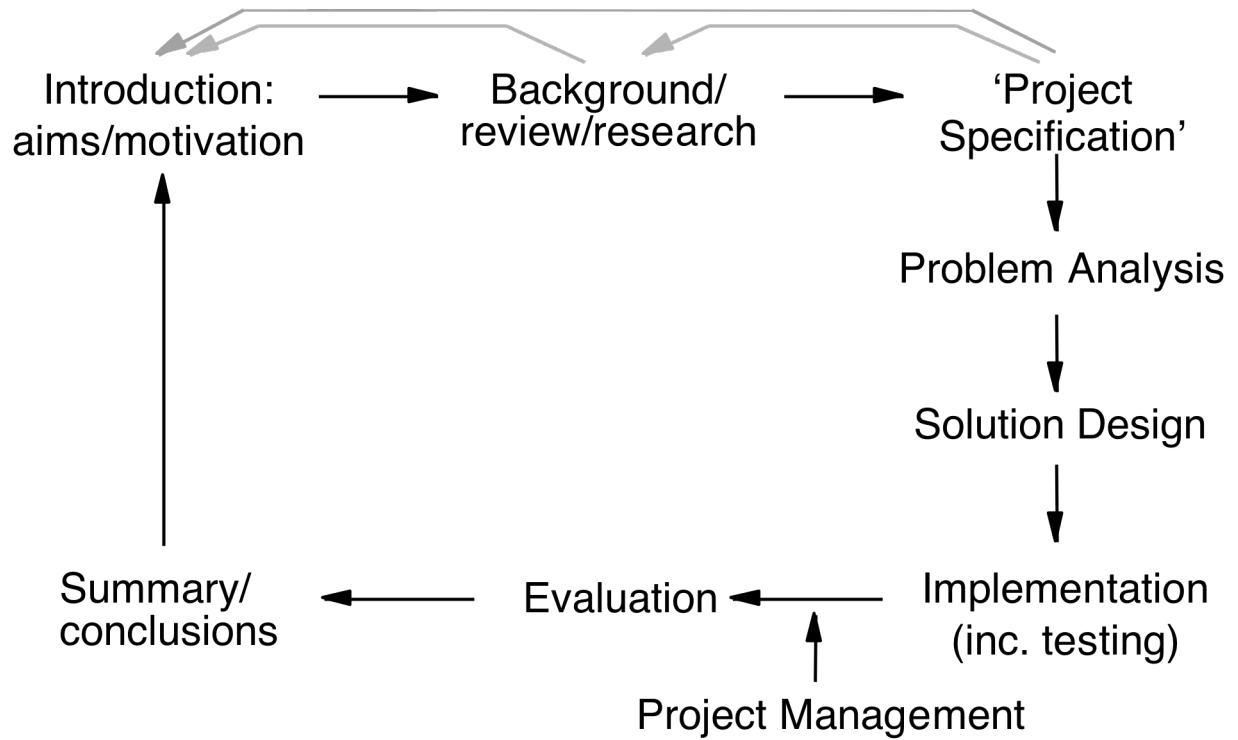 Introduction:
aims/motivation
Background/
review/research
‘Project
Specification’
Problem Analysis
Solution Design
Implementation
(inc. testing)
Evaluation
Summary/
conclusions
Project Management